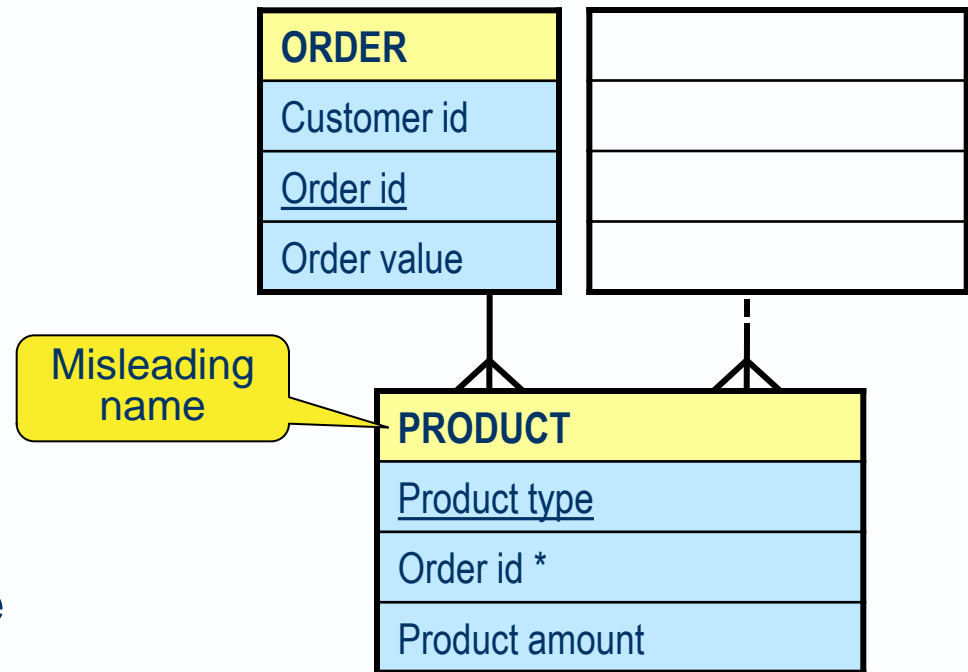 ORDER
Customer id
Order id
Order value
Misleading
name
PRODUCT
Product type
Order id *
Product amount